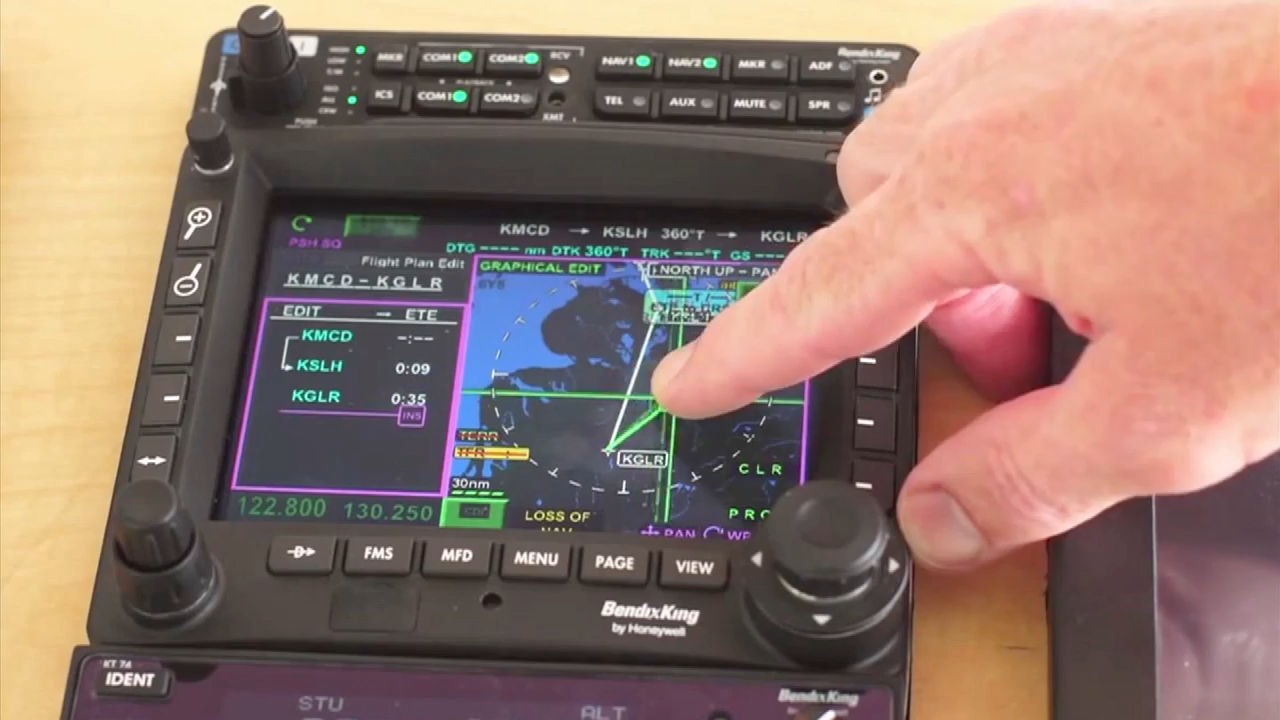 BendixKing
by Honeywell
MKR COM1 COM2 RCV
NAV1 NAV2 MKR ADF
ICS COM1 COM2 XMT
TEL AUX MUTE SPR
KMCD → KSLH 360°T → KGLR
PSH SQ
DTG ---- nm DTK 360°T TRK ---°T GS ---
Flight Plan Edit
KMCD-KGLR
GRAPHICAL EDIT
NORTH UP - PAN
EDIT → ETE
KMCD -:--
KSLH 0:09
KGLR 0:35
INS
TERR
TFR
KGLR
CLR
30nm
122.800 130.250
LOSS OF
NAV
PAN
D FMS MFD MENU PAGE VIEW
BendixKing
by Honeywell
KT 74
IDENT
STU
ALT
BendixKing